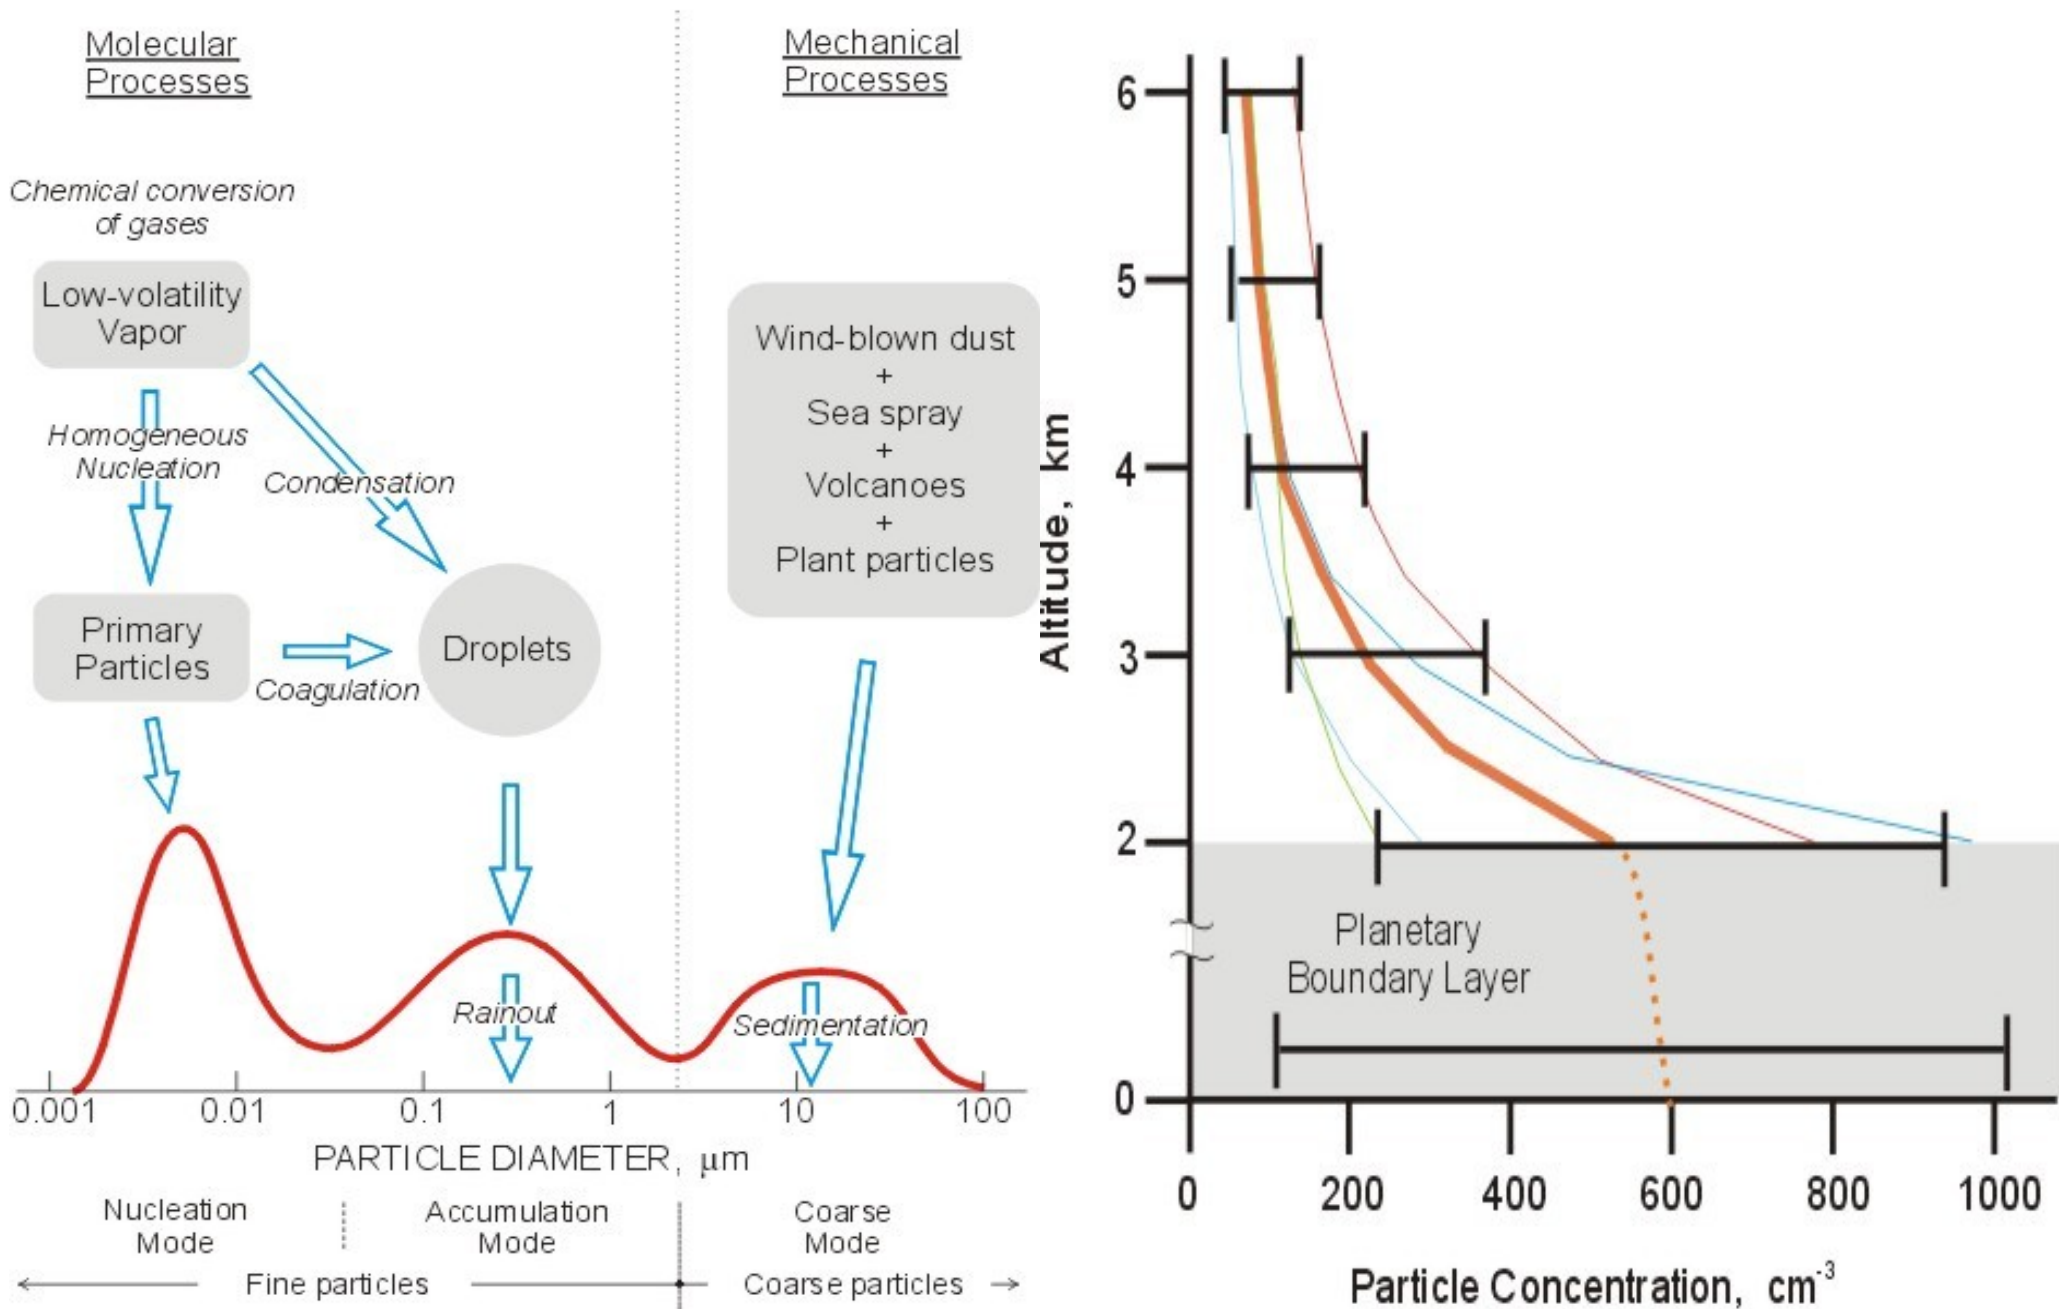 Molecular
Processes
Mechanical
Processes
Chemical conversion
of gases
Low-volatility
Vapor
Homogeneous
Nucleation
Condensation
Primary
Particles
Coagulation
Droplets
Wind-blown dust
+
Sea spray
+
Volcanoes
+
Plant particles
Rainout
Sedimentation
0.001
0.01
0.1
1
10
100
PARTICLE DIAMETER, μm
Nucleation
Mode
Accumulation
Mode
Coarse
Mode
Fine particles
Coarse particles
Altitude, km
6
5
4
3
2
0
Planetary
Boundary Layer
0
200
400
600
800
1000
Particle Concentration, cm-3